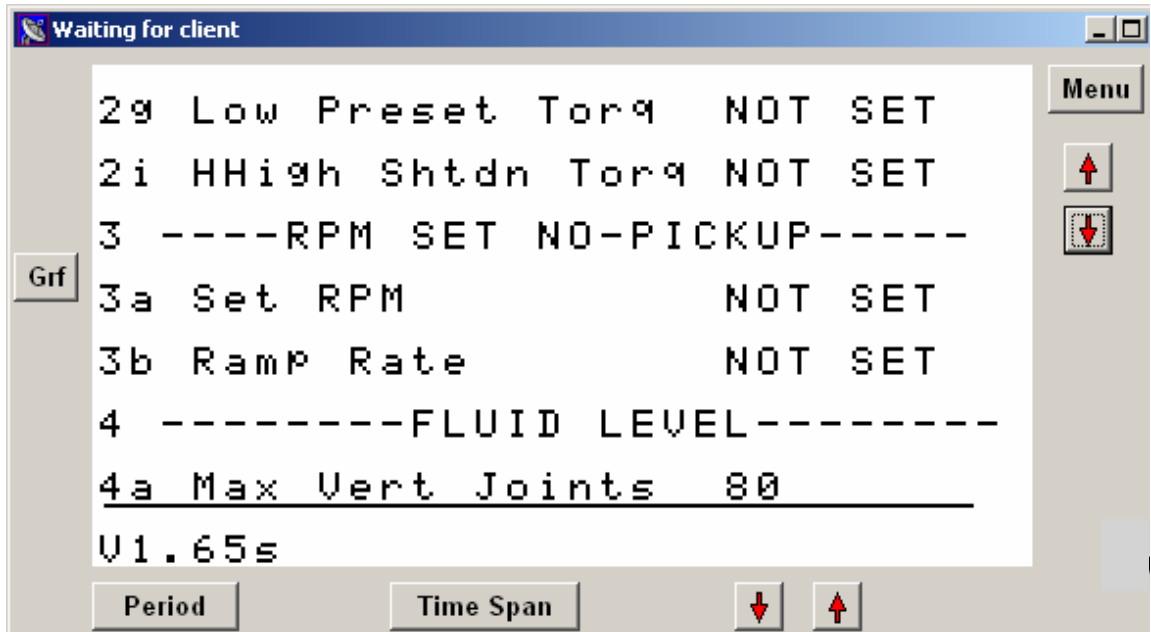 Waiting for client
Menu
2g Low Preset Torq NOT SET
2i HHigh Shtdn Torq NOT SET
3 ----RPM SET NO-PICKUP-----
Grf
3a Set RPM NOT SET
3b Ramp Rate NOT SET
4 --------FLUID LEVEL--------
4a Max Vert Joints 80
V1.65s
Period Time Span